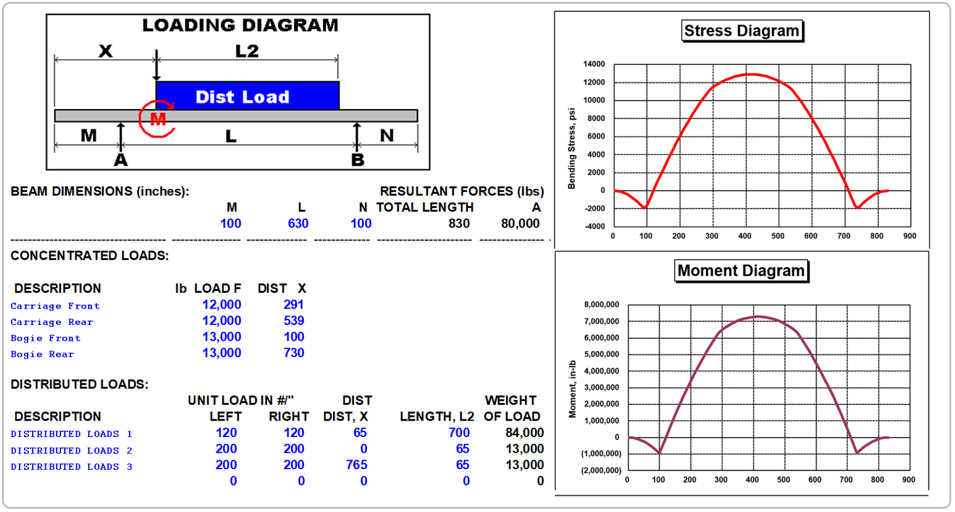 LOADING DIAGRAM
X L2
Dist Load
M
M L N
A B
BEAM DIMENSIONS (inches): RESULTANT FORCES (lbs)
M L N TOTAL LENGTH A
100 630 100 830 80,000
CONCENTRATED LOADS:
DESCRIPTION lb LOAD F DIST X
Carriage Front 12,000 291
Carriage Rear 12,000 539
Bogie Front 13,000 100
Bogie Rear 13,000 730
DISTRIBUTED LOADS:
UNIT LOAD IN #/" DIST WEIGHT
DESCRIPTION LEFT RIGHT DIST, X LENGTH, L2 OF LOAD
DISTRIBUTED LOADS 1 120 120 65 700 84,000
DISTRIBUTED LOADS 2 200 200 0 65 13,000
DISTRIBUTED LOADS 3 200 200 765 65 13,000
0 0 0 0 0
Stress Diagram
Bending Stress, psi
14000
12000
10000
8000
6000
4000
2000
0
-2000
-4000
0 100 200 300 400 500 600 700 800 900
Moment Diagram
Moment, in-lb
8,000,000
7,000,000
6,000,000
5,000,000
4,000,000
3,000,000
2,000,000
1,000,000
0
(1,000,000)
(2,000,000)
0 100 200 300 400 500 600 700 800 900